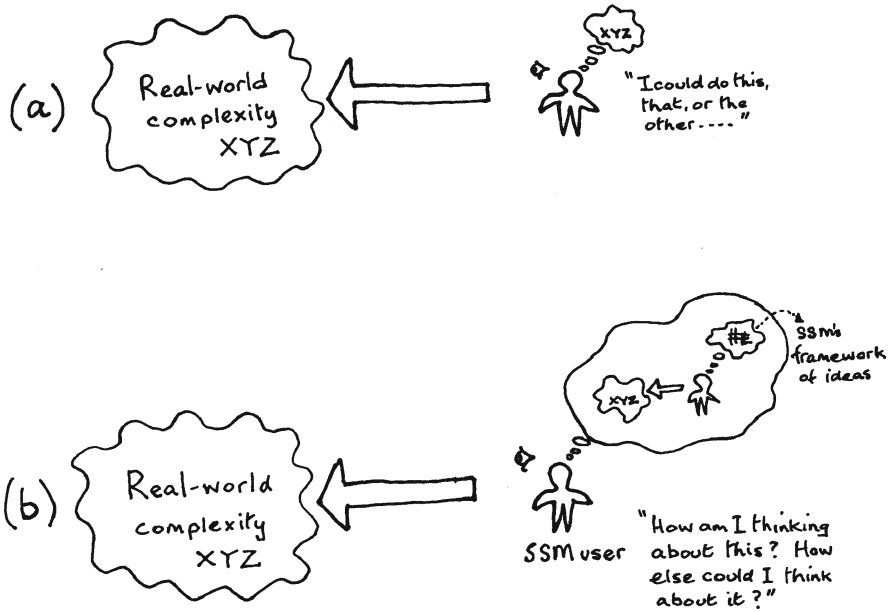 (a)
Real-world
complexity
XYZ
XYZ
"I could do this,
that, or the
other----"
(b)
Real-world
complexity
XYZ
XYZ
SSM's
framework
of ideas
SSM user
"How am I thinking
about this? How
else could I think
about it?"